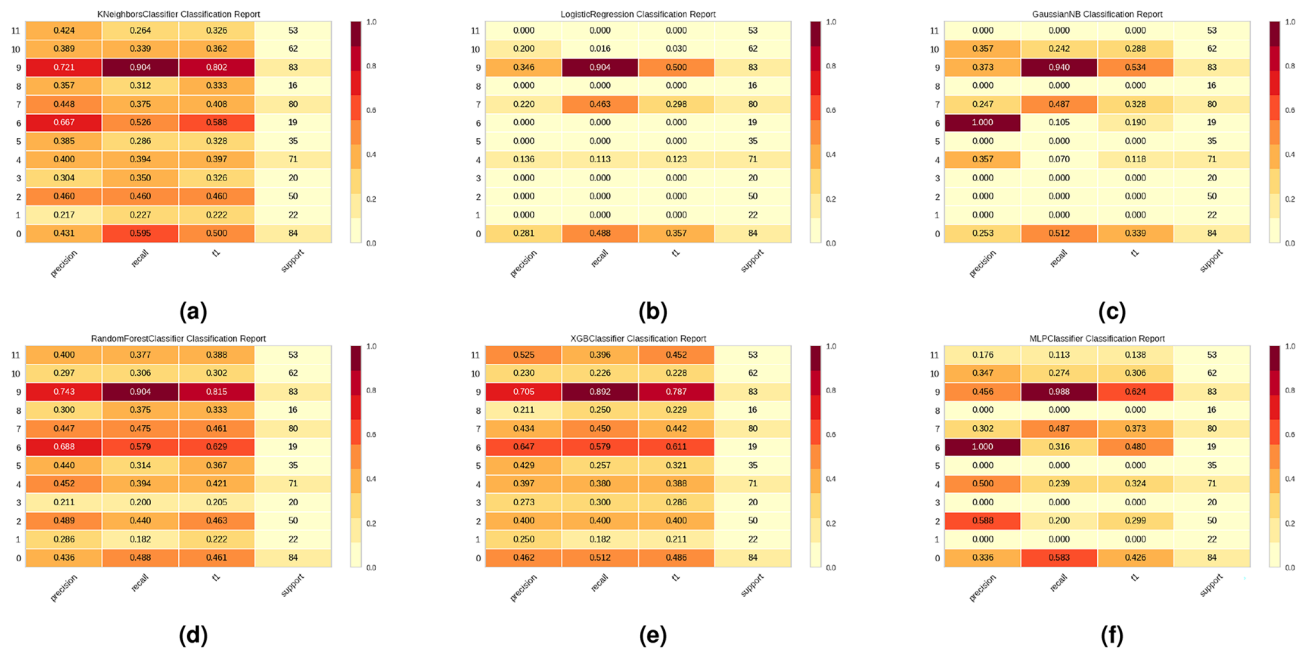 KNeighborsClassifier Classification Report
11 0.424 0.264 0.326 53 1.0
10 0.389 0.339 0.362 62
9 0.721 0.904 0.802 83 0.8
8 0.357 0.312 0.333 16
7 0.448 0.375 0.408 80 0.6
6 0.667 0.526 0.588 19
5 0.385 0.286 0.328 35
4 0.400 0.394 0.397 71 0.4
3 0.304 0.350 0.326 20
2 0.460 0.460 0.460 50 0.2
1 0.217 0.227 0.222 22
0 0.431 0.595 0.500 84 0.0
precision recall f1 support
(a)
LogisticRegression Classification Report
11 0.000 0.000 0.000 53 1.0
10 0.200 0.016 0.030 62
9 0.346 0.904 0.500 83 0.8
8 0.000 0.000 0.000 16
7 0.220 0.463 0.298 80 0.6
6 0.000 0.000 0.000 19
5 0.000 0.000 0.000 35
4 0.136 0.113 0.123 71 0.4
3 0.000 0.000 0.000 20
2 0.000 0.000 0.000 50 0.2
1 0.000 0.000 0.000 22
0 0.281 0.488 0.357 84 0.0
precision recall f1 support
(b)
GaussianNB Classification Report
11 0.000 0.000 0.000 53 1.0
10 0.357 0.242 0.288 62
9 0.373 0.940 0.534 83 0.8
8 0.000 0.000 0.000 16
7 0.247 0.487 0.328 80 0.6
6 1.000 0.105 0.190 19
5 0.000 0.000 0.000 35
4 0.357 0.070 0.118 71 0.4
3 0.000 0.000 0.000 20
2 0.000 0.000 0.000 50 0.2
1 0.000 0.000 0.000 22
0 0.253 0.512 0.339 84 0.0
precision recall f1 support
(c)
RandomForestClassifier Classification Report
11 0.400 0.377 0.388 53 1.0
10 0.297 0.306 0.302 62
9 0.743 0.904 0.815 83 0.8
8 0.300 0.375 0.333 16
7 0.447 0.475 0.461 80 0.6
6 0.688 0.579 0.629 19
5 0.440 0.314 0.367 35
4 0.452 0.394 0.421 71 0.4
3 0.211 0.200 0.205 20
2 0.489 0.440 0.463 50 0.2
1 0.286 0.182 0.222 22
0 0.436 0.488 0.461 84 0.0
precision recall f1 support
(d)
XGBClassifier Classification Report
11 0.525 0.396 0.452 53 1.0
10 0.230 0.226 0.228 62
9 0.705 0.892 0.787 83 0.8
8 0.211 0.250 0.229 16
7 0.434 0.450 0.442 80 0.6
6 0.647 0.579 0.611 19
5 0.429 0.257 0.321 35
4 0.397 0.380 0.388 71 0.4
3 0.273 0.300 0.286 20
2 0.400 0.400 0.400 50 0.2
1 0.250 0.182 0.211 22
0 0.462 0.512 0.486 84 0.0
precision recall f1 support
(e)
MLPClassifier Classification Report
11 0.176 0.113 0.138 53 1.0
10 0.347 0.274 0.306 62
9 0.456 0.988 0.624 83 0.8
8 0.000 0.000 0.000 16
7 0.302 0.487 0.373 80 0.6
6 1.000 0.316 0.480 19
5 0.000 0.000 0.000 35
4 0.500 0.239 0.324 71 0.4
3 0.000 0.000 0.000 20
2 0.588 0.200 0.299 50 0.2
1 0.000 0.000 0.000 22
0 0.336 0.583 0.426 84 0.0
precision recall f1 support
(f)